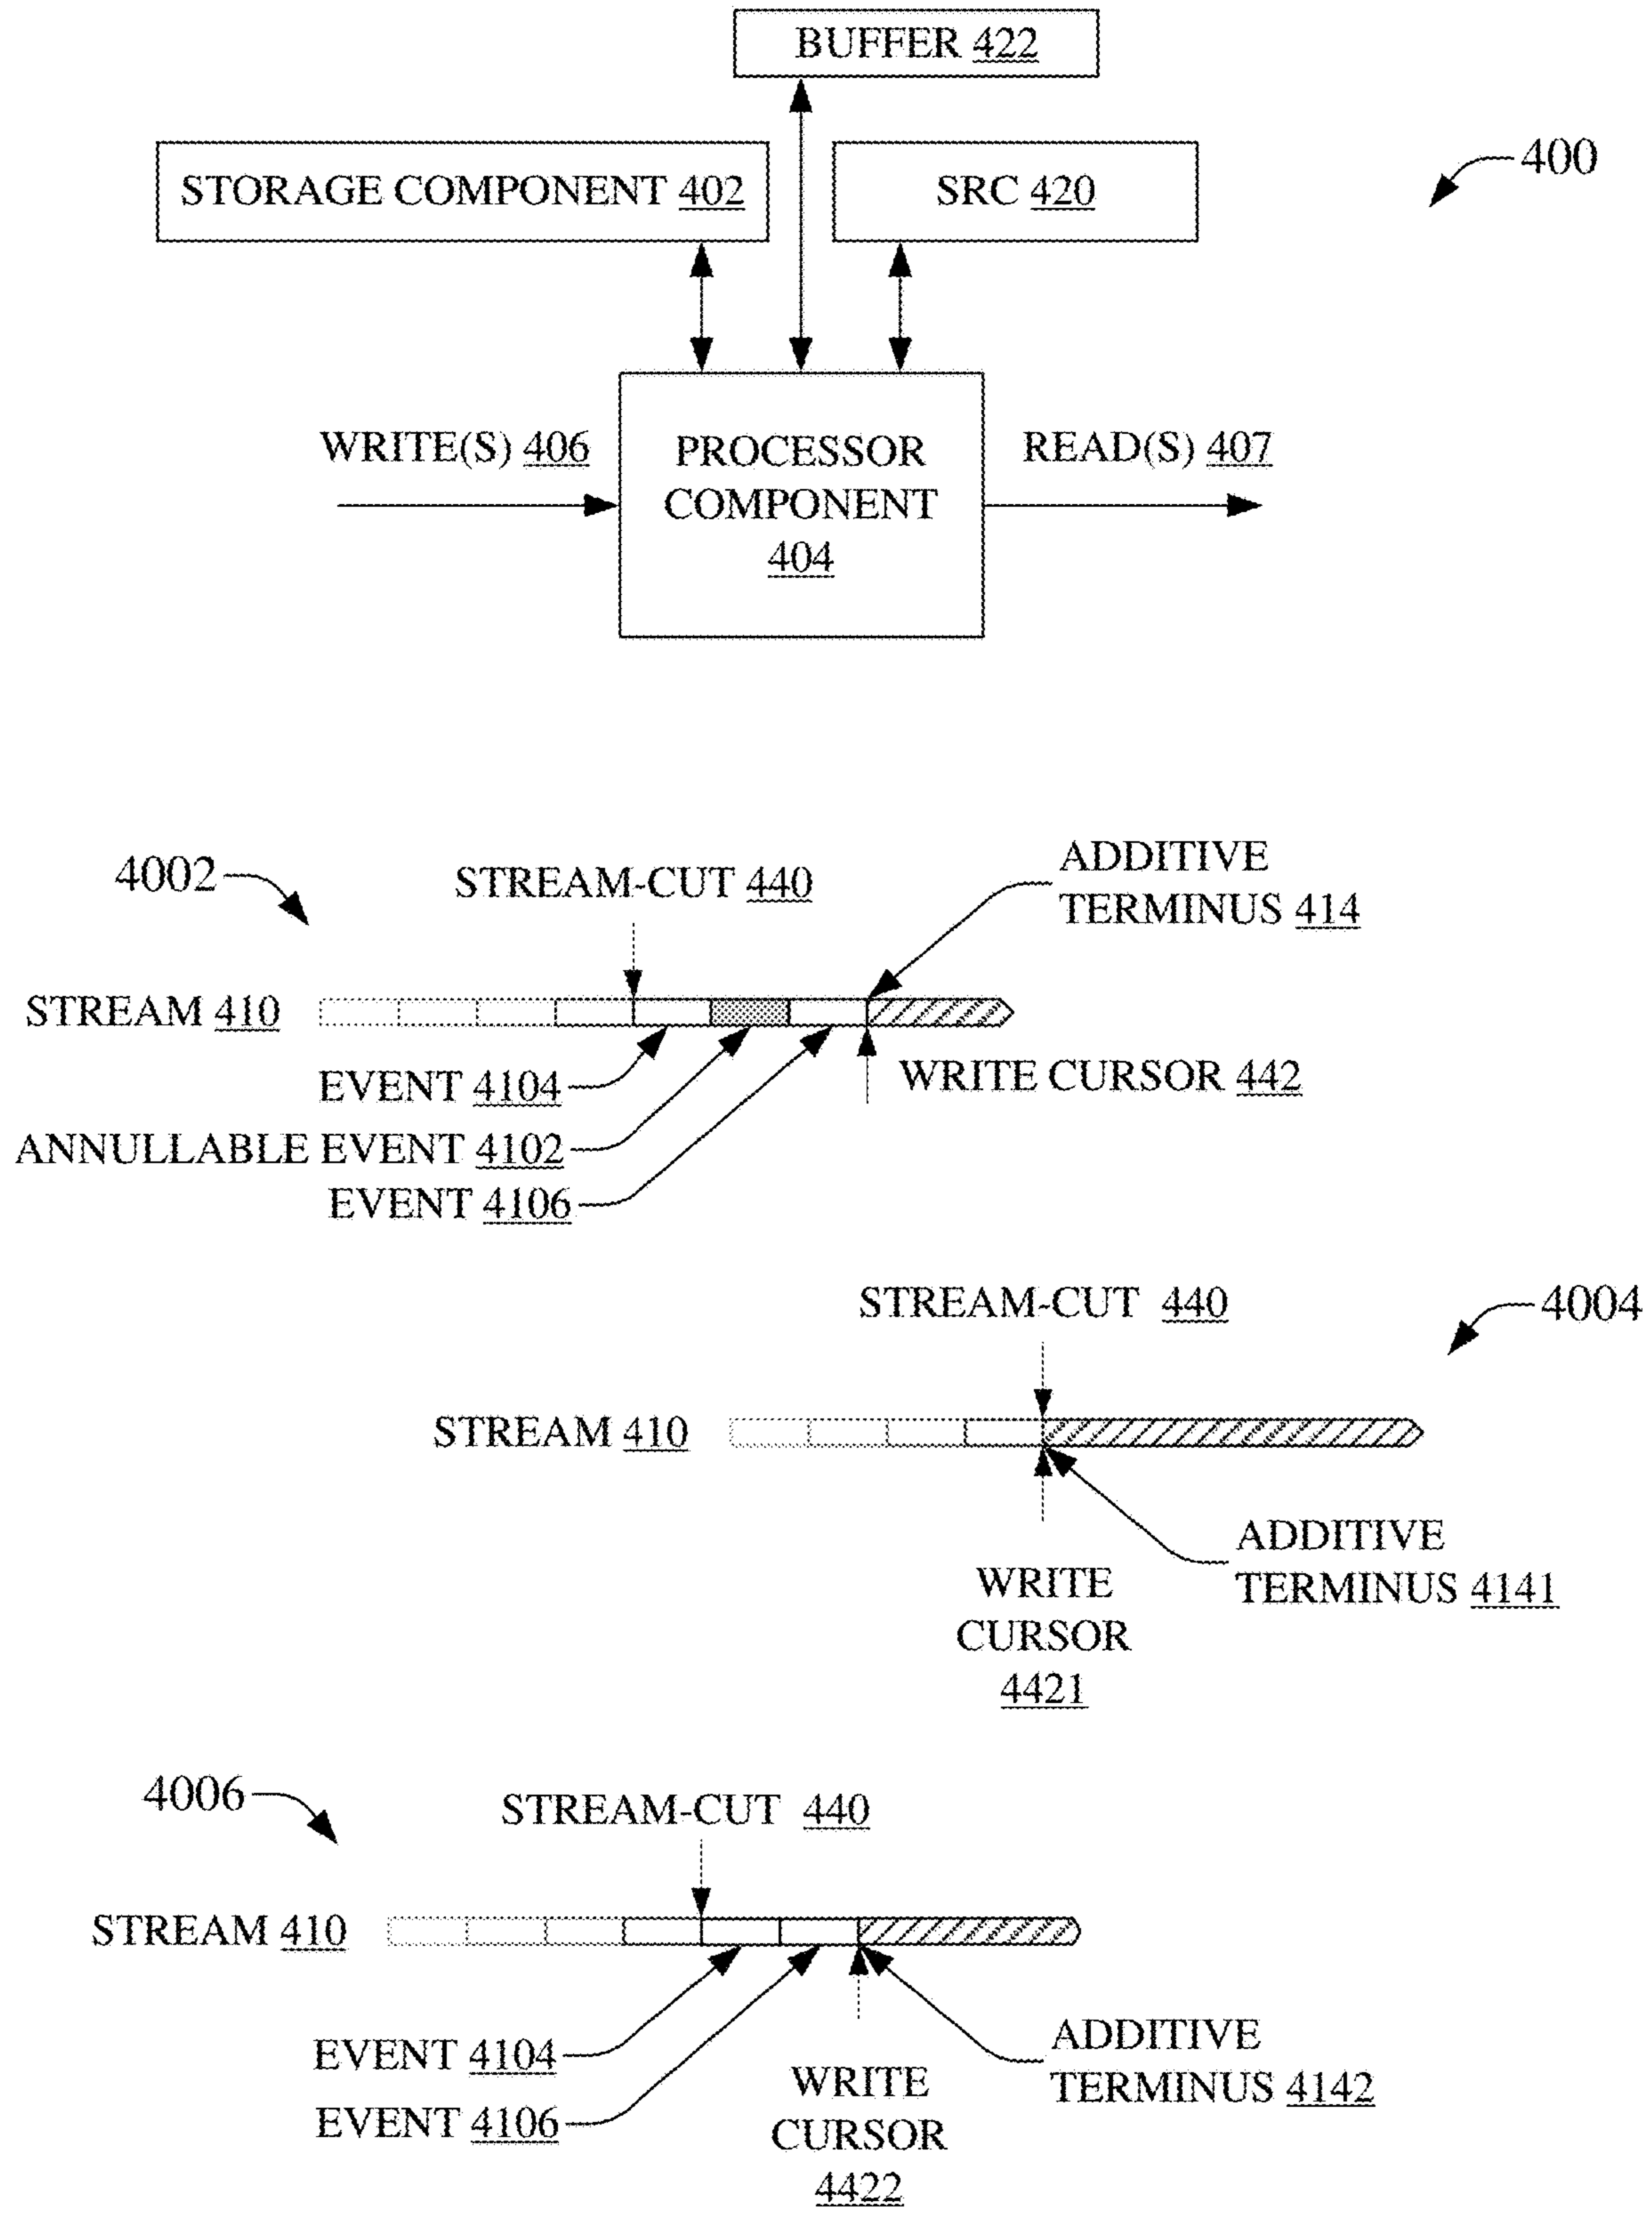 BUFFER 422
STORAGE COMPONENT 402
SRC 420
400
WRITE(S) 406
PROCESSOR
COMPONENT
404
READ(S) 407
4002
STREAM-CUT 440
ADDITIVE
TERMINUS 414
STREAM 410
EVENT 4104
WRITE CURSOR 442
ANNULLABLE EVENT 4102
EVENT 4106
STREAM-CUT 440
4004
STREAM 410
ADDITIVE
TERMINUS 4141
WRITE
CURSOR
4421
4006
STREAM-CUT 440
STREAM 410
EVENT 4104
EVENT 4106
WRITE
CURSOR
4422
ADDITIVE
TERMINUS 4142